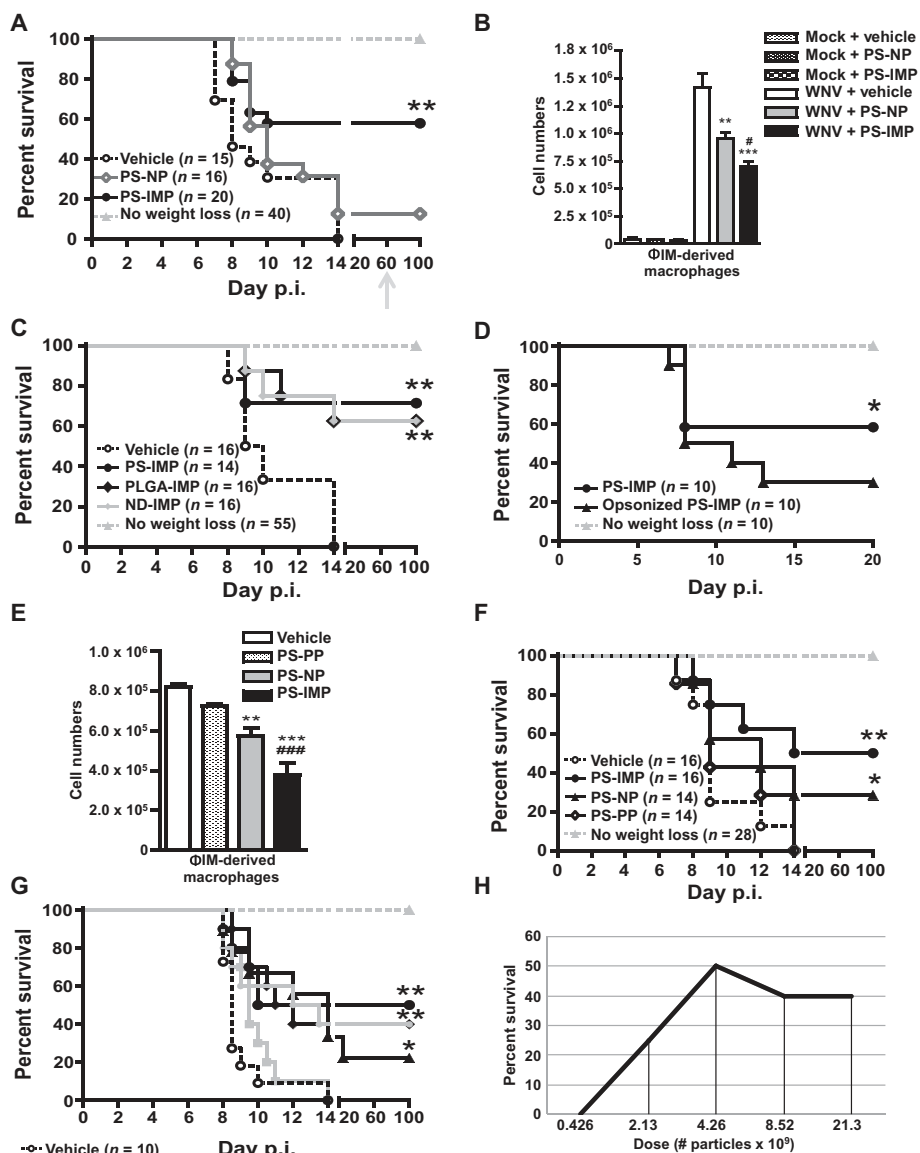 A
Percent survival
100
80
60
40
20
0
**
Vehicle (n = 15)
PS-NP (n = 16)
PS-IMP (n = 20)
No weight loss (n = 40)
0 2 4 6 8 10 12 14 20 60 100
Day p.i.
B
Mock + vehicle
Mock + PS-NP
Mock + PS-IMP
WNV + vehicle
WNV + PS-NP
WNV + PS-IMP
Cell numbers
1.8 x 10⁶
1.5 x 10⁶
1.3 x 10⁶
1.0 x 10⁶
7.5 x 10⁵
5.0 x 10⁵
2.5 x 10⁵
0
**
#
***
ΦIM-derived
macrophages
C
Percent survival
100
80
60
40
20
0
**
**
Vehicle (n = 16)
PS-IMP (n = 14)
PLGA-IMP (n = 16)
ND-IMP (n = 16)
No weight loss (n = 55)
0 2 4 6 8 10 12 14 20 60 100
Day p.i.
D
Percent survival
100
80
60
40
20
0
*
PS-IMP (n = 10)
Opsonized PS-IMP (n = 10)
No weight loss (n = 10)
0 5 10 15 20
Day p.i.
E
Vehicle
PS-PP
PS-NP
PS-IMP
Cell numbers
1.0 x 10⁶
8.0 x 10⁵
6.0 x 10⁵
4.0 x 10⁵
2.0 x 10⁵
0
**
***
###
ΦIM-derived
macrophages
F
Percent survival
100
80
60
40
20
0
**
*
Vehicle (n = 16)
PS-IMP (n = 16)
PS-NP (n = 14)
PS-PP (n = 14)
No weight loss (n = 28)
0 2 4 6 8 10 12 14 20 60 100
Day p.i.
G
Percent survival
100
80
60
40
20
0
**
**
*
0 2 4 6 8 10 12 14 20 60 100
Day p.i.
Vehicle (n = 10)
H
Percent survival
60
50
40
30
20
10
0
0.426 2.13 4.26 8.52 21.3
Dose (# particles x 10⁹)